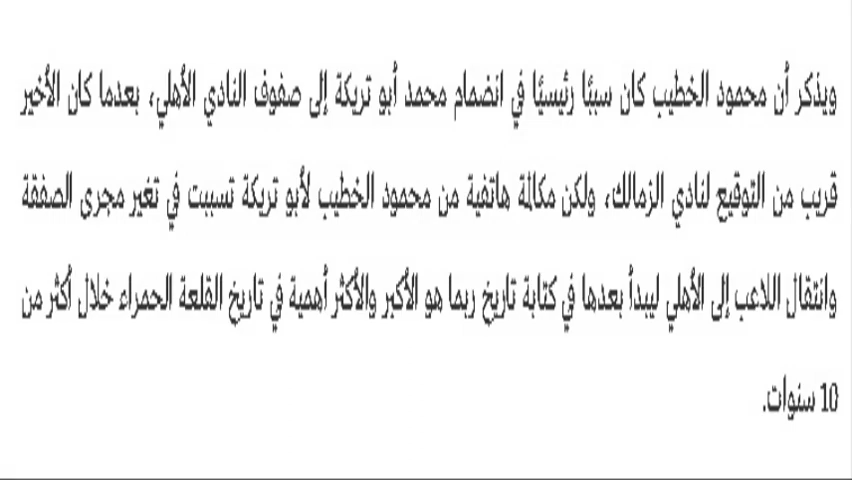 ويذكر أن محمود الخطيب كان سببًا رئيسيًا في انضمام محمد أبو تريكة إلى صفوف النادي الأهلي، بعدما كان الأخير
قريب من التوقيع لنادي الزمالك، ولكن مكالمة هاتفية من محمود الخطيب لأبو تريكة تسببت في تغير مجرى الصفقة
وانتقال اللاعب إلى الأهلي ليبدأ بعدها في كتابة تاريخ ربما هو الأكبر والأكثر أهمية في تاريخ القلعة الحمراء خلال أكثر من
10 سنوات.